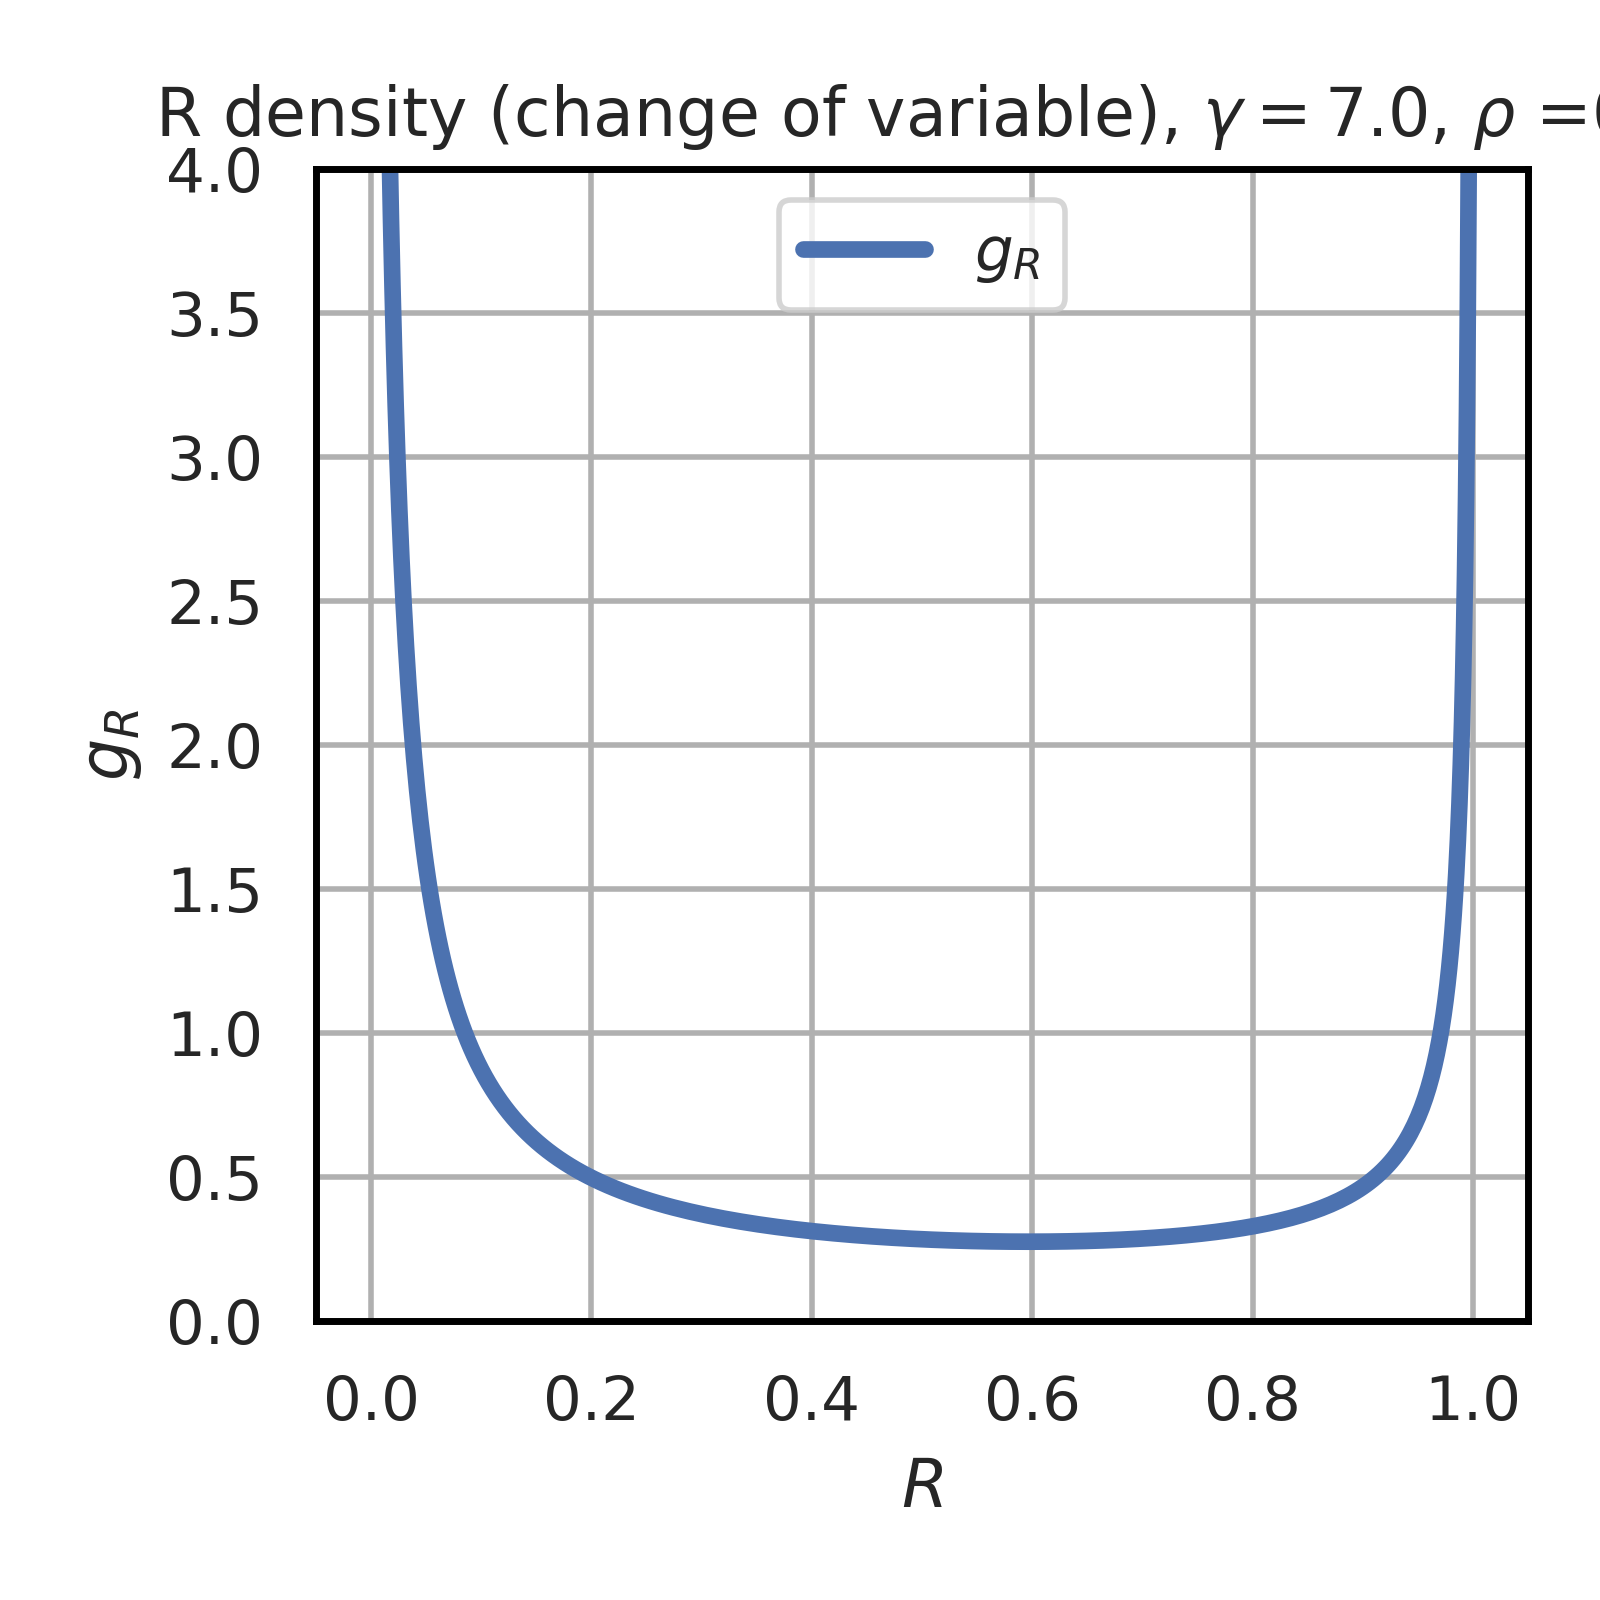 R density (change of variable), γ = 7.0, ρ =
4.0
g_R
3.5
3.0
2.5
2.0
1.5
1.0
0.5
0.0
g_R
0.0 0.2 0.4 0.6 0.8 1.0
R